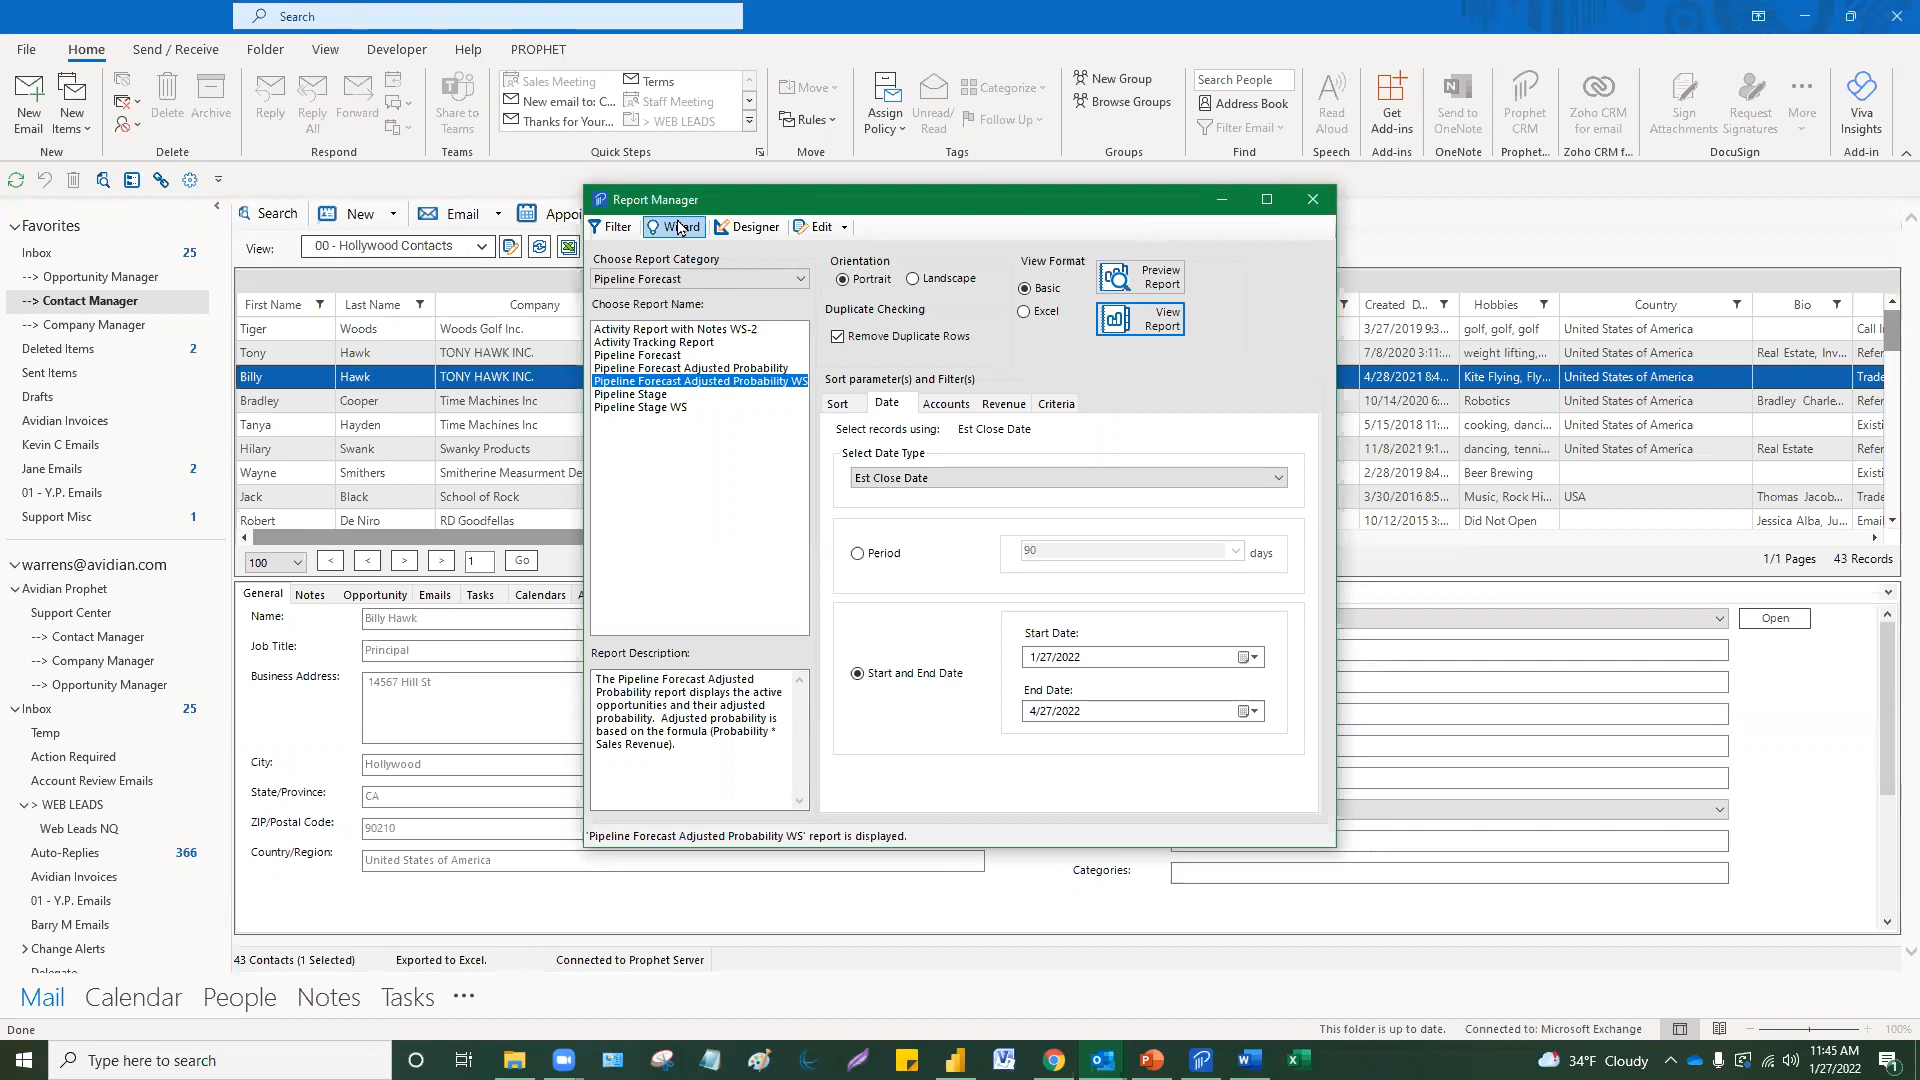 Search
File Home Send / Receive Folder View Developer Help PROPHET
New Email
New Items
Delete
Archive
Reply
Reply All
Forward
Share to Teams
Sales Meeting
New email to: C...
Thanks for Your...
Terms
Staff Meeting
> WEB LEADS
Move
Rules
Assign Policy
Unread/ Read
Categorize
Follow Up
New Group
Browse Groups
Search People
Address Book
Filter Email
Read Aloud
Get Add-ins
Send to OneNote
Prophet CRM
Zoho CRM for email
Sign Attachments
Request Signatures
More
Viva Insights
New Delete Respond Teams Quick Steps Move Tags Groups Find Speech Add-ins OneNote Prophet... Zoho CRM f... DocuSign Add-in
Favorites
Inbox 25
--> Opportunity Manager
--> Contact Manager
--> Company Manager
Deleted Items 2
Sent Items
Drafts
Avidian Invoices
Kevin C Emails
Jane Emails 2
01 - Y.P. Emails
Support Misc 1
warrens@avidian.com
Avidian Prophet
Support Center
--> Contact Manager
--> Company Manager
--> Opportunity Manager
Inbox 25
Temp
Action Required
Account Review Emails
> WEB LEADS
Web Leads NQ
Auto-Replies 366
Avidian Invoices
01 - Y.P. Emails
Barry M Emails
Change Alerts
Delegate
Search New Email Appoi
View: 00 - Hollywood Contacts
First Name Last Name Company
Tiger Woods Woods Golf Inc.
Tony Hawk TONY HAWK INC.
Billy Hawk TONY HAWK INC.
Bradley Cooper Time Machines Inc
Tanya Hayden Time Machines Inc
Hilary Swank Swanky Products
Wayne Smithers Smitherine Measurment De
Jack Black School of Rock
Robert De Niro RD Goodfellas
100 < < > > 1 Go
General Notes Opportunity Emails Tasks Calendars A
Name: Billy Hawk
Job Title: Principal
Business Address: 14567 Hill St
City: Hollywood
State/Province: CA
ZIP/Postal Code: 90210
Country/Region: United States of America
Report Manager
Filter Wizard Designer Edit
Choose Report Category
Pipeline Forecast
Choose Report Name:
Activity Report with Notes WS-2
Activity Tracking Report
Pipeline Forecast
Pipeline Forecast Adjusted Probability
Pipeline Forecast Adjusted Probability WS
Pipeline Stage
Pipeline Stage WS
Report Description:
The Pipeline Forecast Adjusted
Probability report displays the active
opportunities and their adjusted
probability. Adjusted probability is
based on the formula (Probability *
Sales Revenue).
Orientation
Portrait Landscape
Duplicate Checking
Remove Duplicate Rows
View Format
Basic
Excel
Preview Report
View Report
Sort parameter(s) and Filter(s)
Sort Date Accounts Revenue Criteria
Select records using: Est Close Date
Select Date Type
Est Close Date
Period 90 days
Start and End Date
Start Date:
1/27/2022
End Date:
4/27/2022
'Pipeline Forecast Adjusted Probability WS' report is displayed.
Created D... Hobbies Country Bio
3/27/2019 9:3... golf, golf, golf United States of America Call I
7/8/2020 3:11:... weight lifting,... United States of America Real Estate, Inv... Refer
4/28/2021 8:4... Kite Flying, Fly... United States of America Trade
10/14/2020 6:... Robotics United States of America Bradley Charle... Refer
5/15/2018 11:... cooking, danci... United States of America Refer
11/8/2021 9:1... dancing, tenni... United States of America Real Estate Refer
2/28/2019 8:4... Beer Brewing United States of America Existi
3/30/2016 8:5... Music, Rock Hi... USA Thomas Jacob... Trade
10/12/2015 3:... Did Not Open Jessica Alba, Ju... Email
1/1 Pages 43 Records
Open
Categories:
43 Contacts (1 Selected) Exported to Excel. Connected to Prophet Server
Mail Calendar People Notes Tasks ...
Done This folder is up to date. Connected to: Microsoft Exchange 100%
Type here to search
34°F Cloudy
11:45 AM
1/27/2022
1